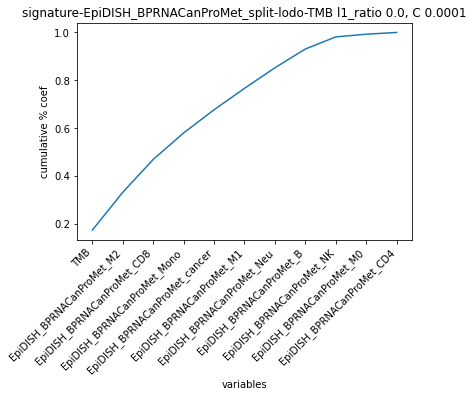 signature-EpiDISH_BPRNACanProMet_split-lodo-TMB l1_ratio 0.0, C 0.0001
1.0
0.8
0.6
0.4
0.2
cumulative % coef
TMB
EpiDISH_BPRNACanProMet_M2
EpiDISH_BPRNACanProMet_CD8
EpiDISH_BPRNACanProMet_Mono
EpiDISH_BPRNACanProMet_cancer
EpiDISH_BPRNACanProMet_M1
EpiDISH_BPRNACanProMet_Neu
EpiDISH_BPRNACanProMet_B
EpiDISH_BPRNACanProMet_NK
EpiDISH_BPRNACanProMet_M0
EpiDISH_BPRNACanProMet_CD4
variables